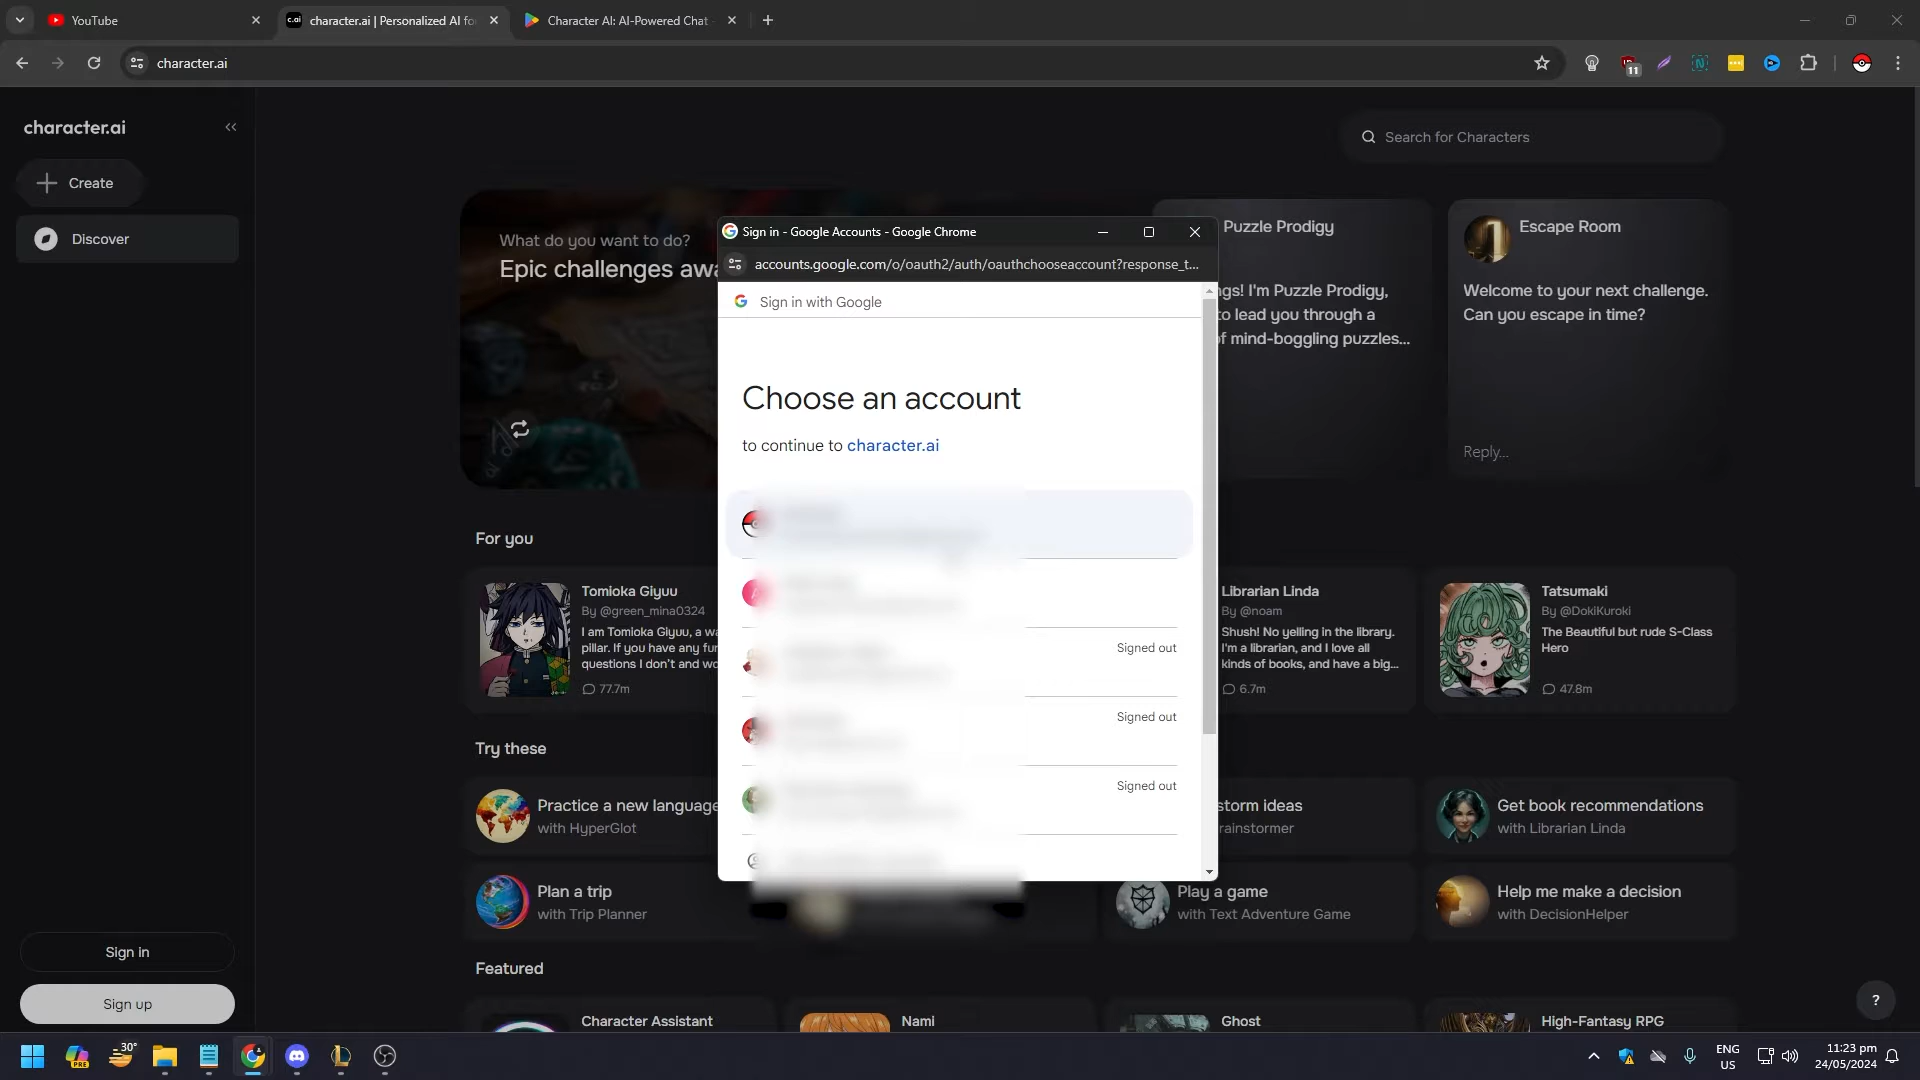 YouTube
c.ai
character.ai | Personalized AI fo
Character AI: AI-Powered Chat
character.ai
11
character.ai
Create
Discover
Search for Characters
What do you want to do?
Epic challenges awa
Puzzle Prodigy
ngs! I'm Puzzle Prodigy,
to lead you through a
of mind-boggling puzzles...
Escape Room
Welcome to your next challenge.
Can you escape in time?
Reply...
Sign in - Google Accounts - Google Chrome
accounts.google.com/o/oauth2/auth/oauthchooseaccount?response_t...
Sign in with Google
Choose an account
to continue to character.ai
Signed out
Signed out
Signed out
For you
Tomioka Giyuu
By @green_mina0324
I am Tomioka Giyuu, a wa
pillar. If you have any fur
questions I don't and wo
77.7m
Librarian Linda
By @noam
Shush! No yelling in the library.
I'm a librarian, and I love all
kinds of books, and have a big...
6.7m
Tatsumaki
By @DokiKuroki
The Beautiful but rude S-Class
Hero
47.8m
Try these
Practice a new language
with HyperGlot
storm ideas
rainstormer
Get book recommendations
with Librarian Linda
Plan a trip
with Trip Planner
Play a game
with Text Adventure Game
Help me make a decision
with DecisionHelper
Featured
Character Assistant
Nami
Ghost
High-Fantasy RPG
Sign in
Sign up
?
PRE
30°
ENG
US
11:23 pm
24/05/2024